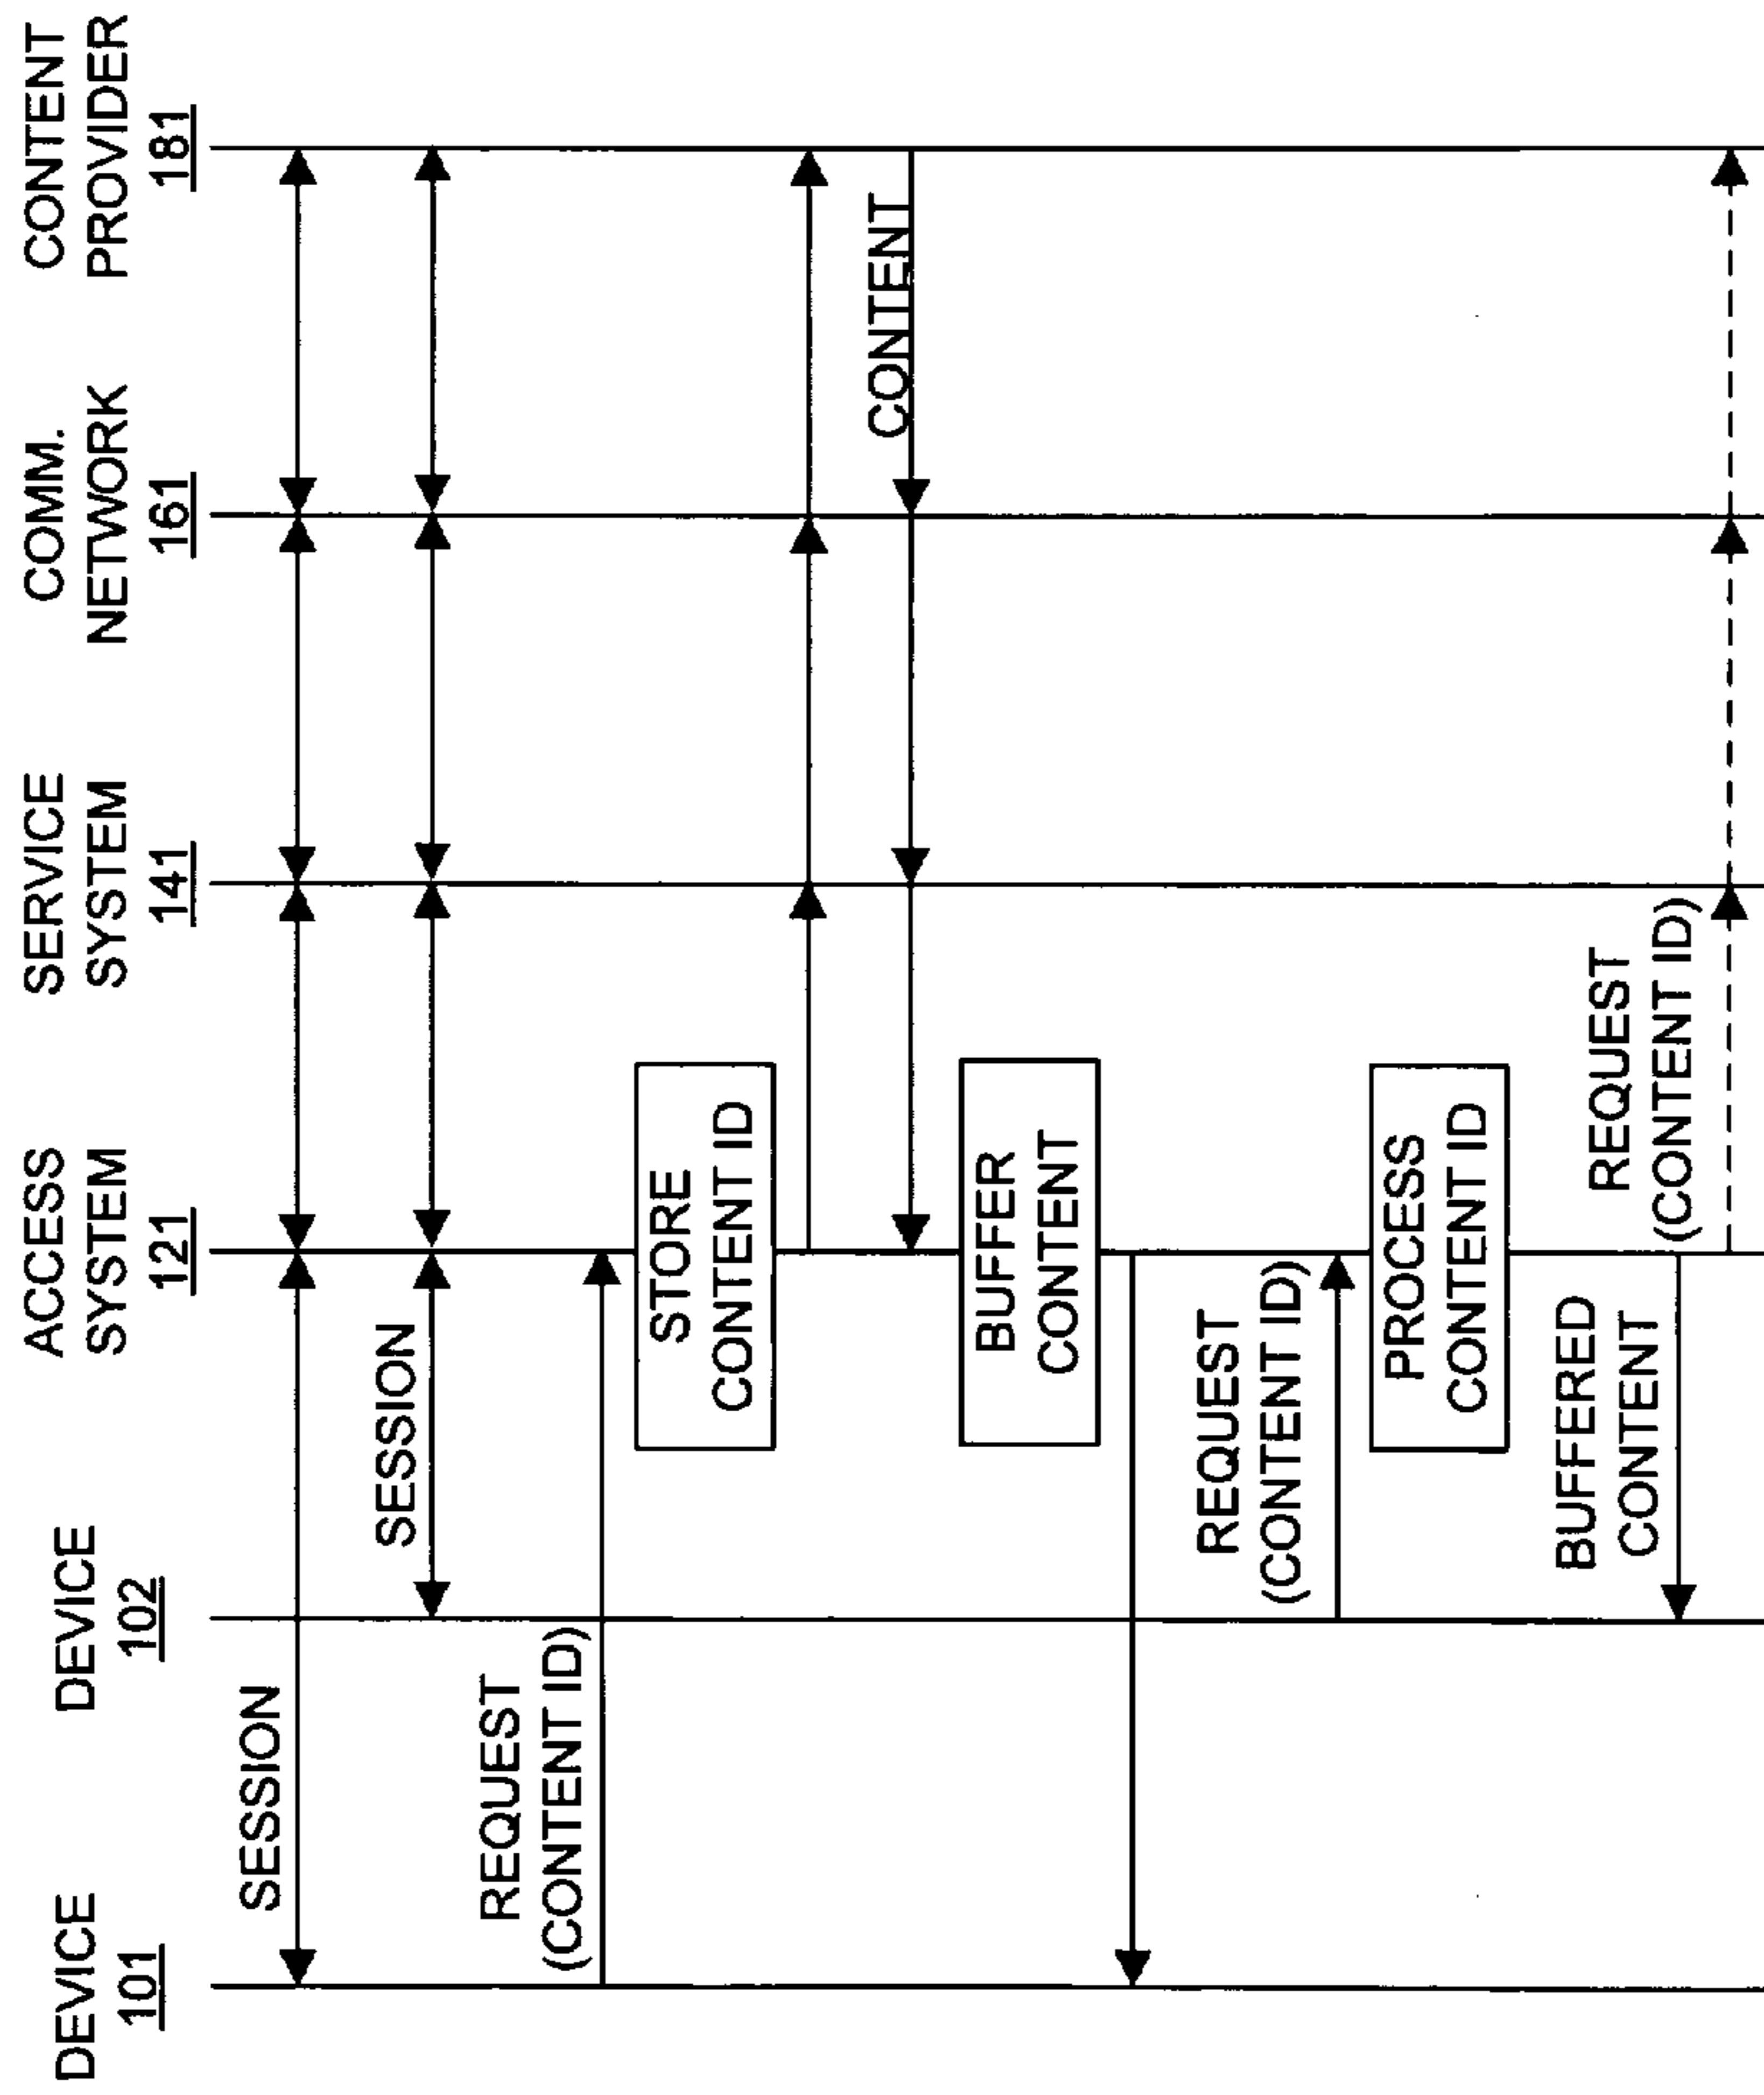 DEVICE
101
DEVICE
102
ACCESS
SYSTEM
121
SERVICE
SYSTEM
141
COMM.
NETWORK
161
CONTENT
PROVIDER
181
SESSION
SESSION
REQUEST
(CONTENT ID)
STORE
CONTENT ID
CONTENT
BUFFER
CONTENT
REQUEST
(CONTENT ID)
PROCESS
CONTENT ID
BUFFERED
CONTENT
REQUEST
(CONTENT ID)